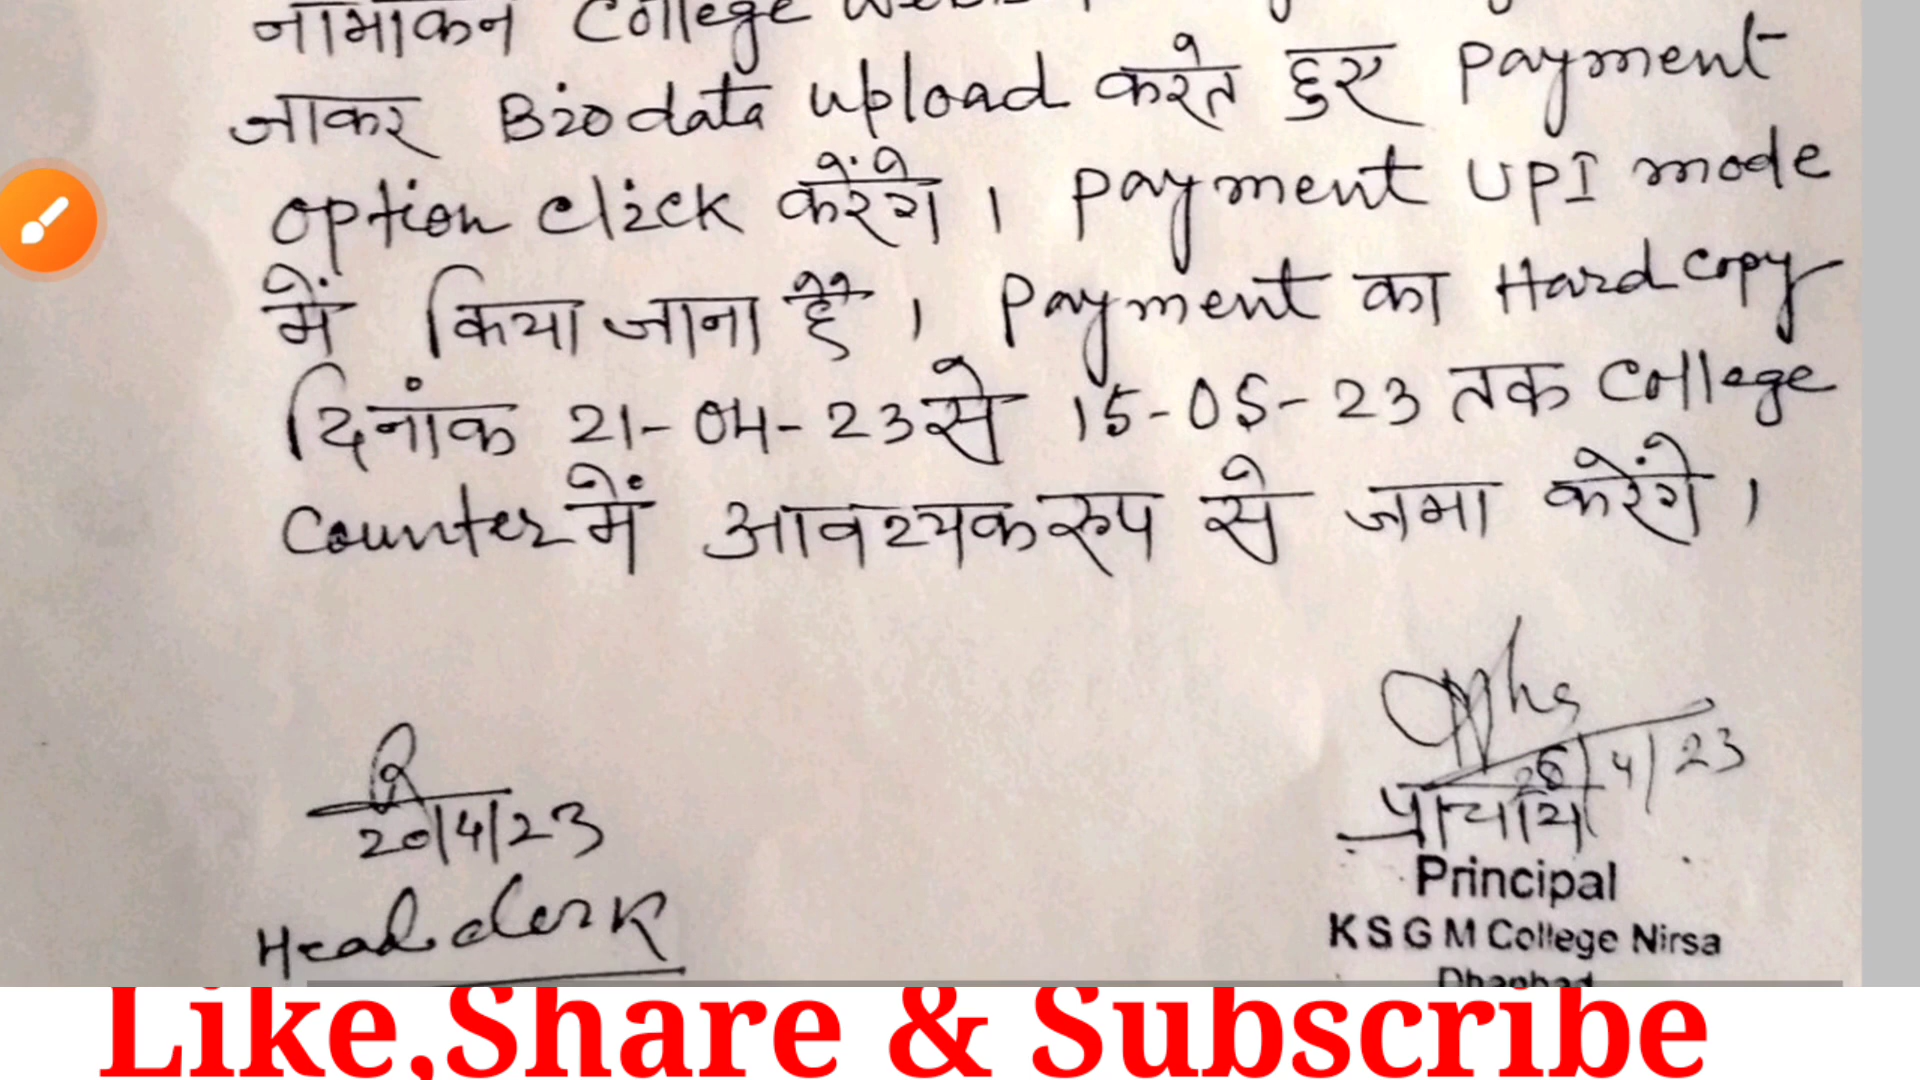 नामांकन College
जाकर Biodata upload करते हुए payment
option click करेंगे । payment UPI mode
में किया जाना है । Payment का Hard copy
दिनांक 21-04-23 से 15-05-23 तक College
Counter में आवश्यक रुप से जमा करेंगे ।
20/4/23
Head clerk
/4/23
प्राचार्य
Principal
K S G M College Nirsa
Dhanbad
Like,Share & Subscribe